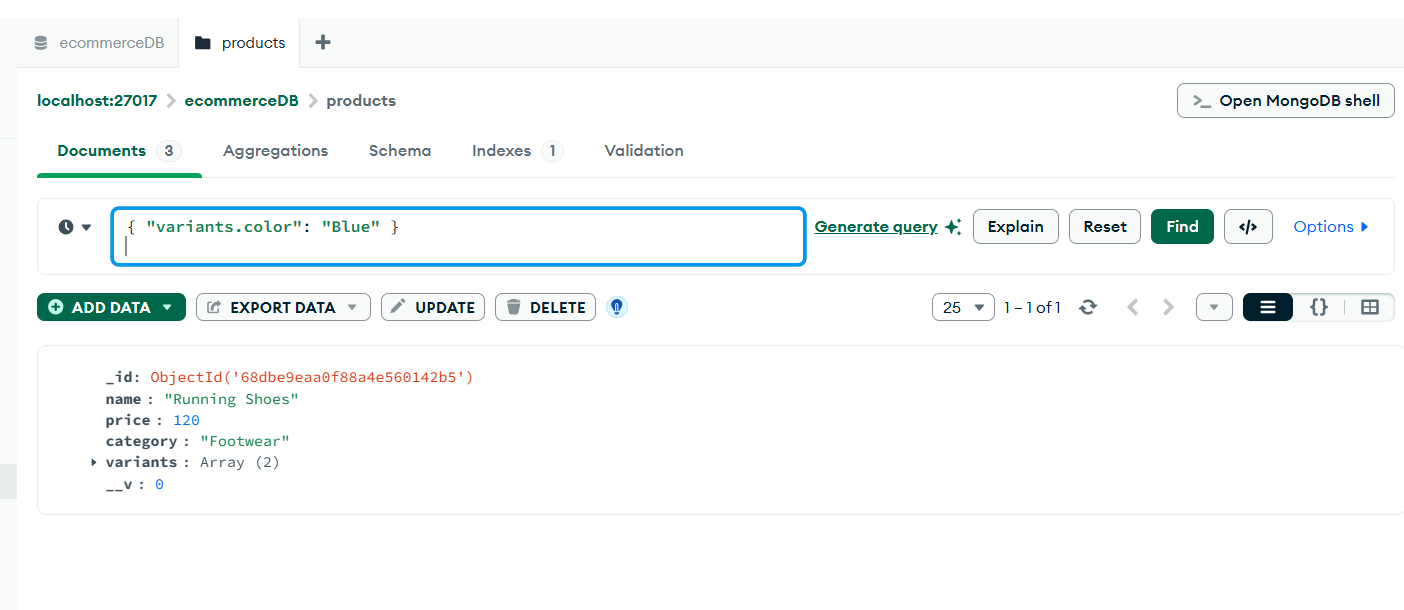 ecommerceDB products
localhost:27017 ecommerceDB products
>_ Open MongoDB shell
Documents 3 Aggregations Schema Indexes 1 Validation
{ "variants.color": "Blue" }
Generate query Explain Reset Find </> Options
ADD DATA EXPORT DATA UPDATE DELETE 25 1 – 1 of 1 {}
_id: ObjectId('68dbe9eaa0f88a4e560142b5')
name : "Running Shoes"
price : 120
category : "Footwear"
variants : Array (2)
__v : 0